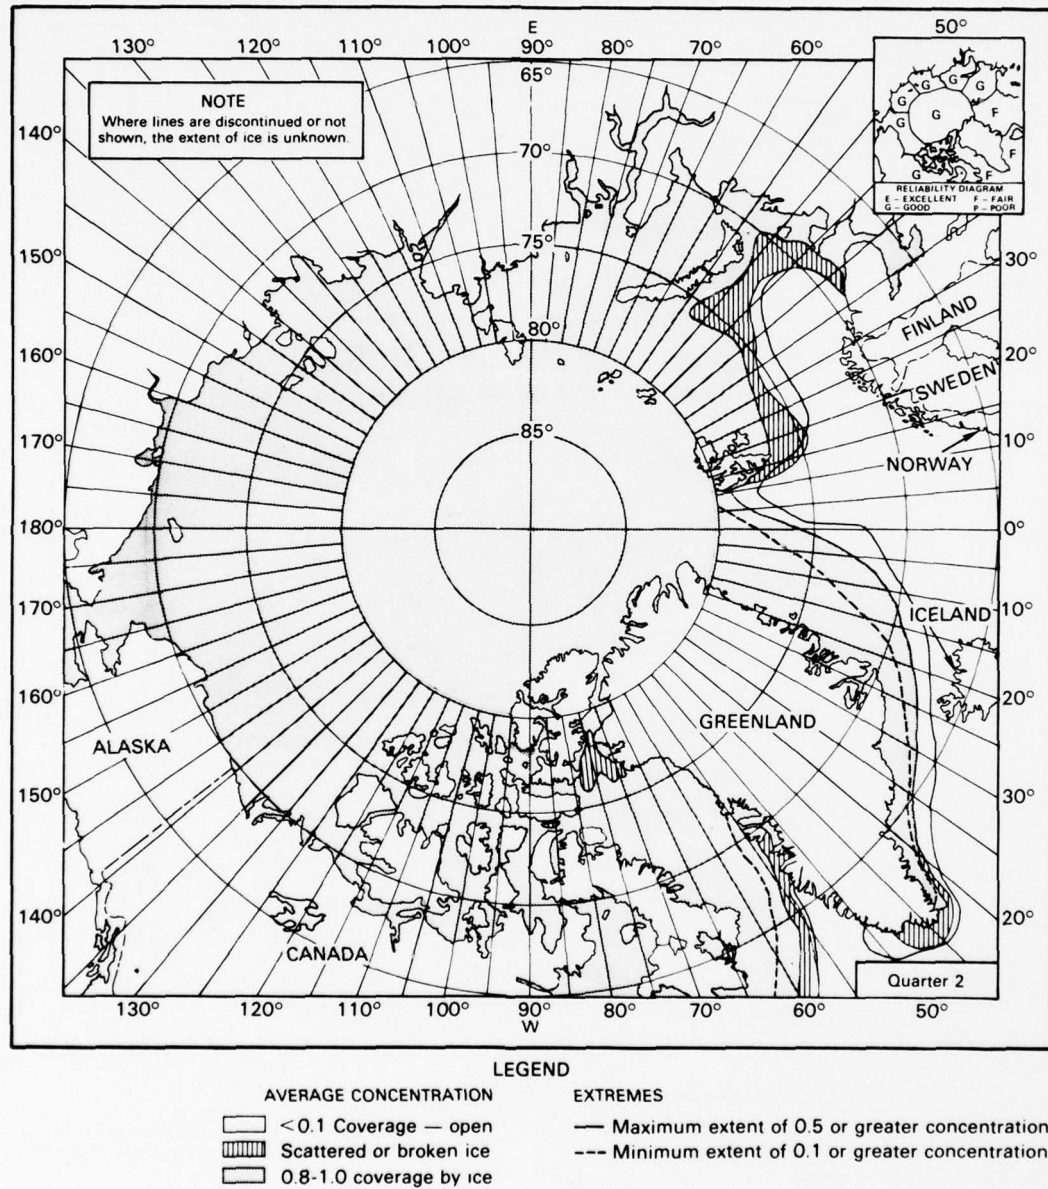 E
130° 120° 110° 100° 90° 80° 70° 60° 50°
65°
NOTE
Where lines are discontinued or not
shown, the extent of ice is unknown.
G G G G G G G F F F G
RELIABILITY DIAGRAM
E – EXCELLENT F – FAIR
G – GOOD P – POOR
140°
70°
150°
75°
30°
FINLAND
160°
80°
20°
SWEDEN
170°
85°
10°
NORWAY
180°
0°
170°
ICELAND
10°
160°
20°
ALASKA
GREENLAND
150°
30°
140°
20°
CANADA
Quarter 2
130° 120° 110° 100° 90° 80° 70° 60° 50°
W
LEGEND
AVERAGE CONCENTRATION
<0.1 Coverage — open
Scattered or broken ice
0.8-1.0 coverage by ice
EXTREMES
Maximum extent of 0.5 or greater concentration
Minimum extent of 0.1 or greater concentration